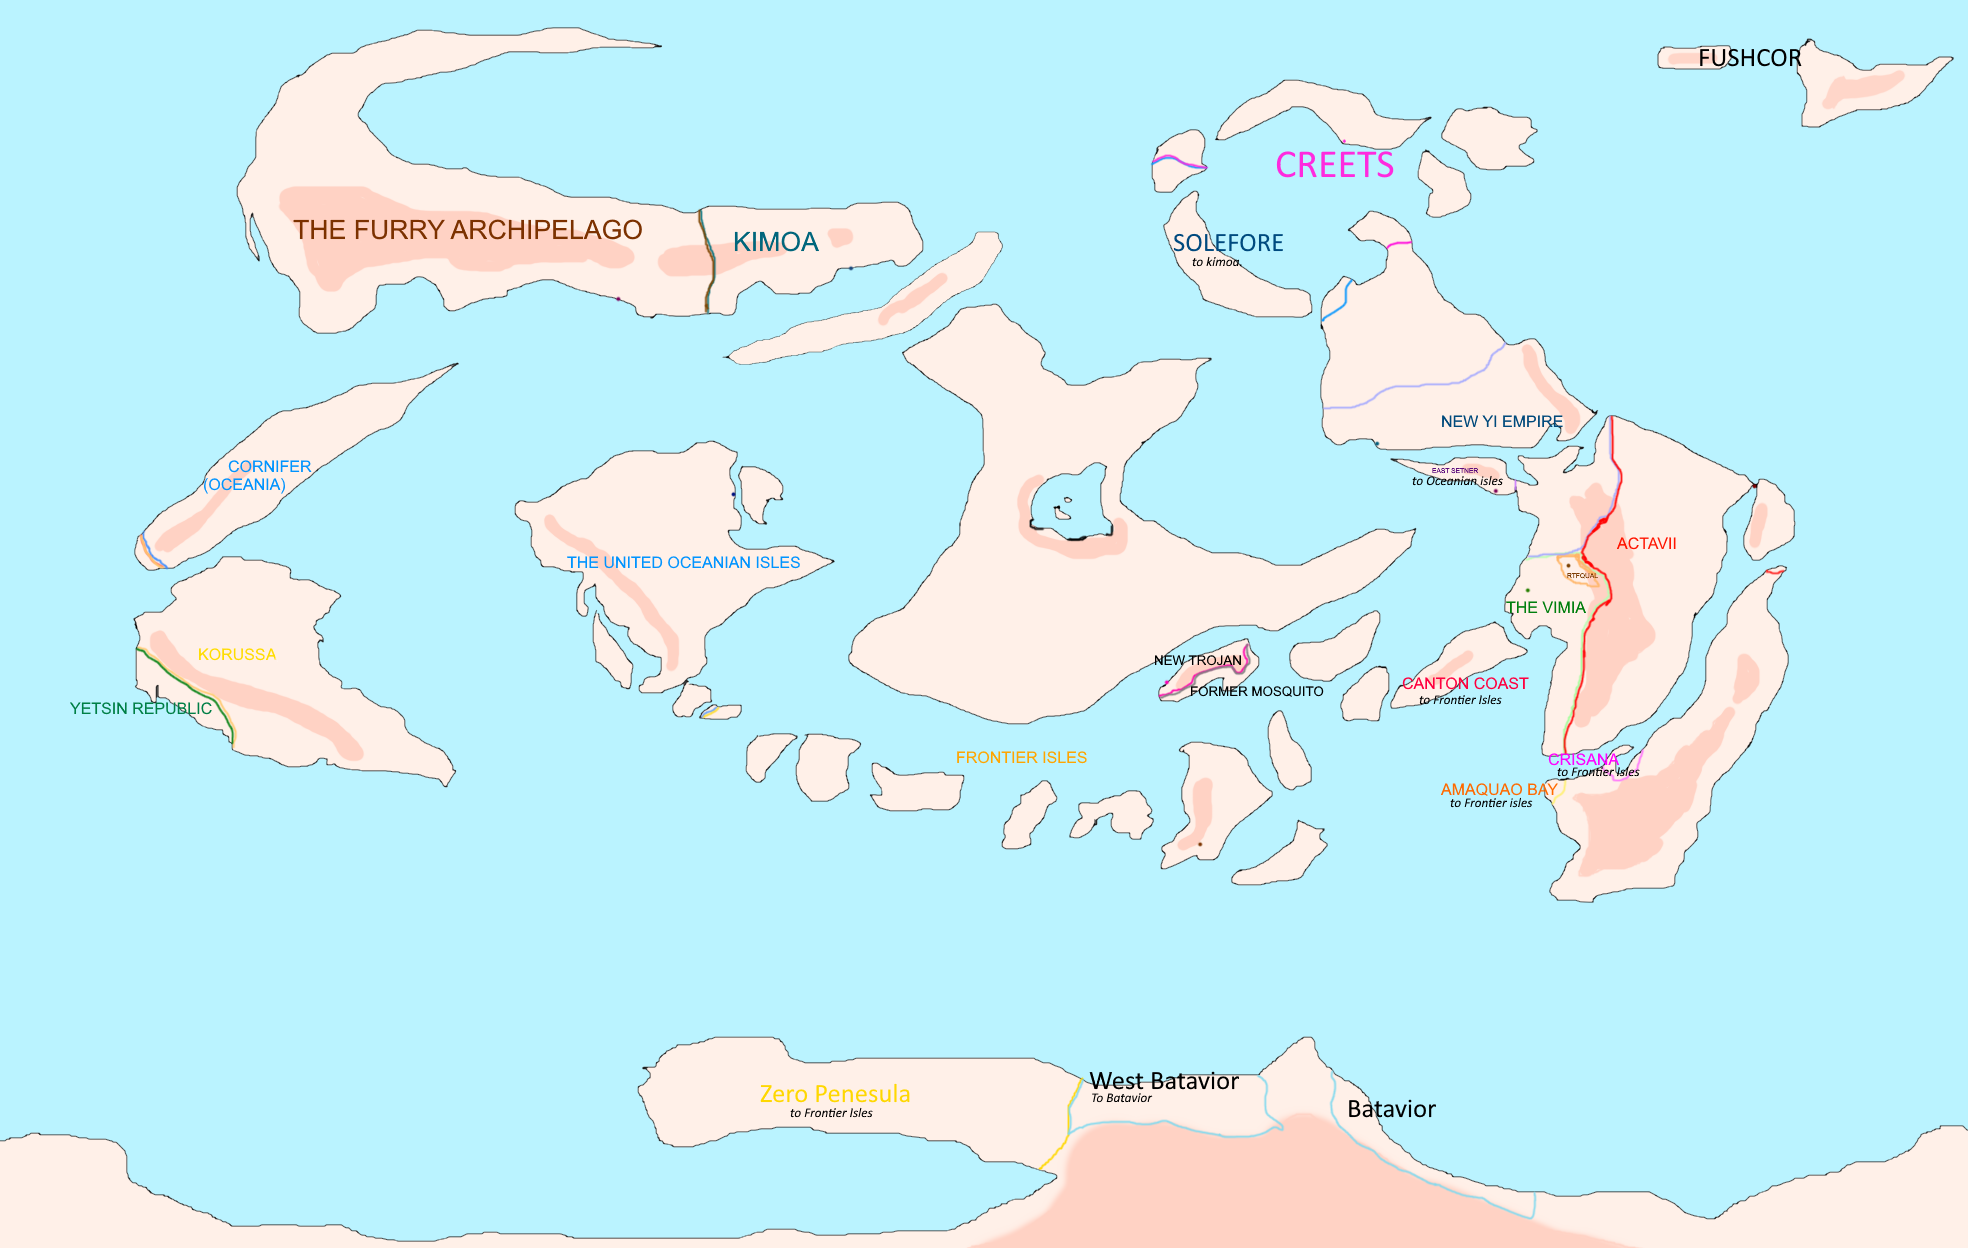 FUSHCOR
CREETS
THE FURRY ARCHIPELAGO
KIMOA
SOLEFORE
to kimoa
NEW YI EMPIRE
CORNIFER
(OCEANIA)
EAST SETNER
to Oceanian isles
ACTAVII
THE UNITED OCEANIAN ISLES
RTFQUAL
THE VIMIA
KORUSSA
NEW TROJAN
FORMER MOSQUITO
CANTON COAST
to Frontier Isles
YETSIN REPUBLIC
FRONTIER ISLES
CRISANA
to Frontier Isles
AMAQUAO BAY
to Frontier isles
Zero Penesula
to Frontier Isles
West Batavior
To Batavior
Batavior